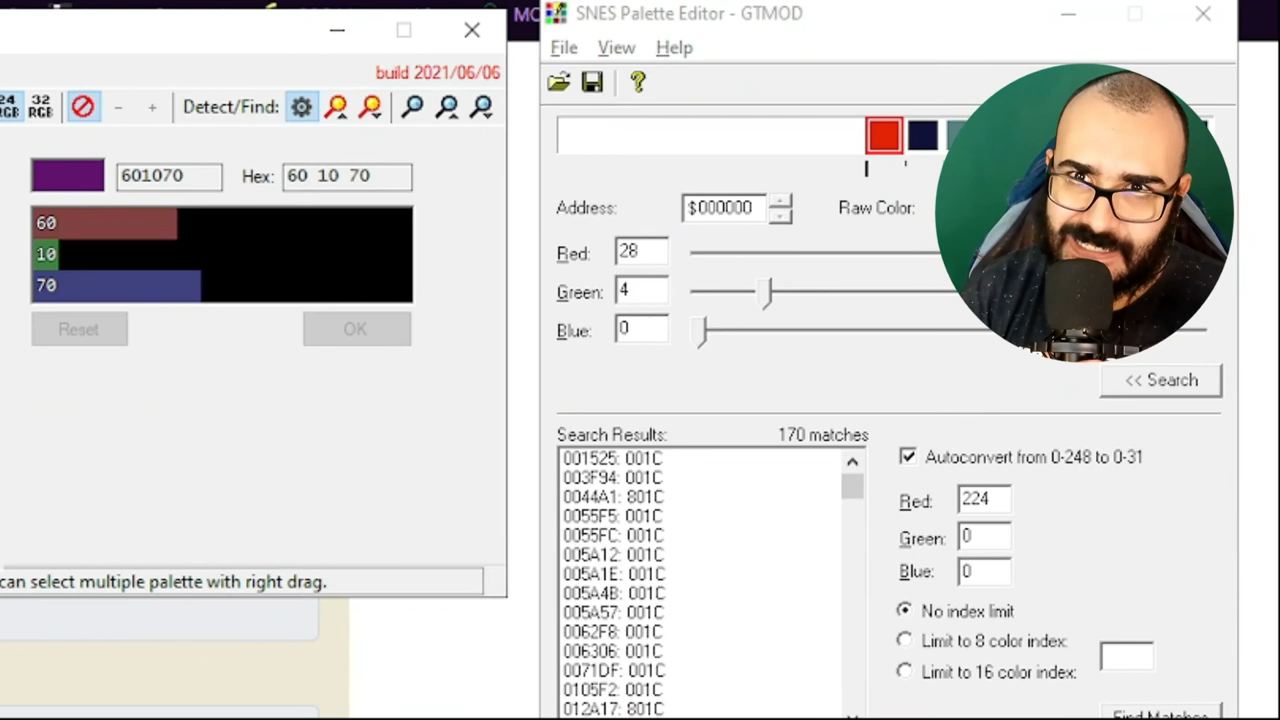 MO
build 2021/06/06
24
RGB
32
RGB
- +
Detect/Find:
601070
Hex:
60 10 70
60
10
70
Reset
OK
can select multiple palette with right drag.
SNES Palette Editor - GTMOD
File View Help
Address:
$000000
Raw Color:
Red:
28
Green:
4
Blue:
0
<< Search
Search Results:
170 matches
001525: 001C
003F94: 001C
0044A1: 801C
0055F5: 001C
0055FC: 001C
005A12: 001C
005A1E: 001C
005A4B: 001C
005A57: 001C
0062F8: 001C
006306: 001C
0071DF: 001C
0105F2: 001C
012A17: 801C
Autoconvert from 0-248 to 0-31
Red:
224
Green:
0
Blue:
0
No index limit
Limit to 8 color index:
Limit to 16 color index:
Find Matches